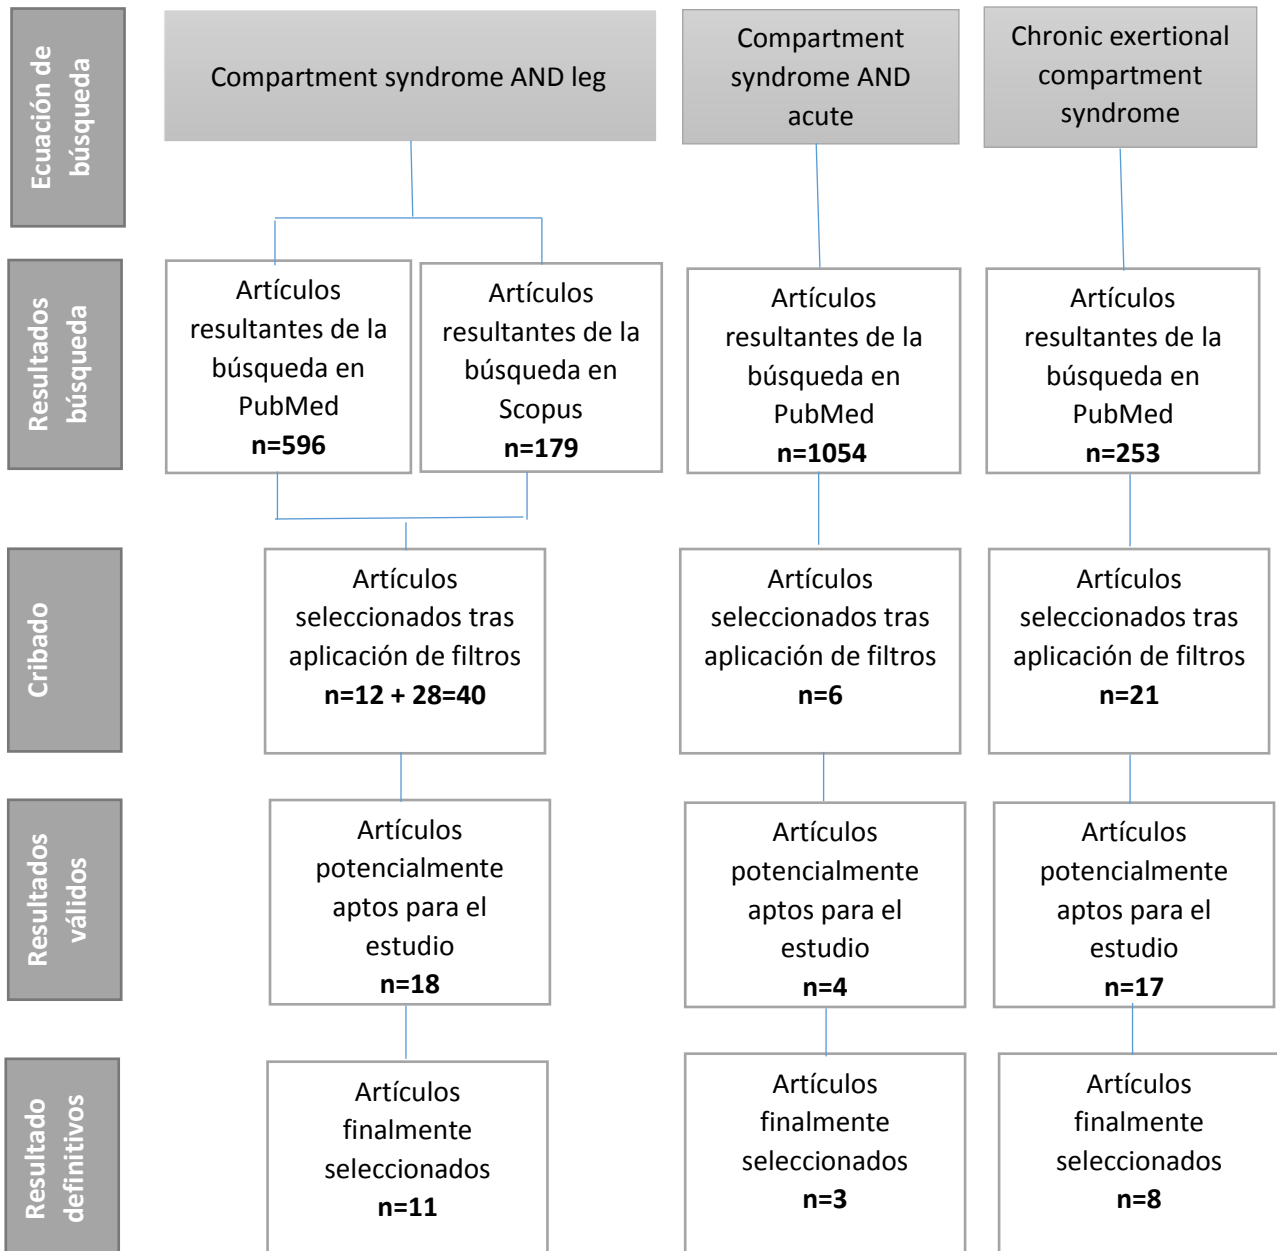 Ecuación de
búsqueda
Compartment syndrome AND leg
Compartment
syndrome AND
acute
Chronic exertional
compartment
syndrome
Resultados
búsqueda
Artículos
resultantes de la
búsqueda en
PubMed
n=596
Artículos
resultantes de la
búsqueda en
Scopus
n=179
Artículos
resultantes de la
búsqueda en
PubMed
n=1054
Artículos
resultantes de la
búsqueda en
PubMed
n=253
Cribado
Artículos
seleccionados tras
aplicación de filtros
n=12 + 28=40
Artículos
seleccionados tras
aplicación de filtros
n=6
Artículos
seleccionados tras
aplicación de filtros
n=21
Resultados
válidos
Artículos
potencialmente
aptos para el
estudio
n=18
Artículos
potencialmente
aptos para el
estudio
n=4
Artículos
potencialmente
aptos para el
estudio
n=17
Resultado
definitivos
Artículos
finalmente
seleccionados
n=11
Artículos
finalmente
seleccionados
n=3
Artículos
finalmente
seleccionados
n=8